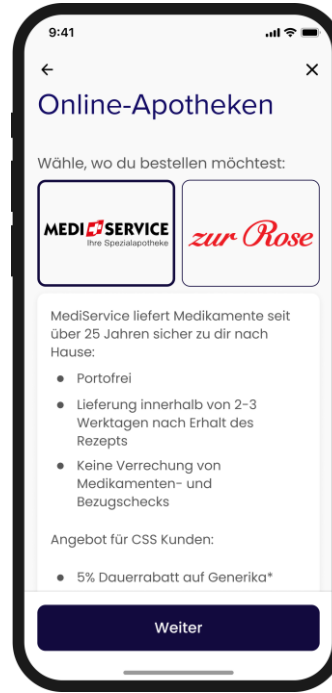 9:41
Online-Apotheken
Wähle, wo du bestellen möchtest:
MEDI SERVICE
Ihre Spezialapotheke
zur Rose
MediService liefert Medikamente seit
über 25 Jahren sicher zu dir nach
Hause:
● Portofrei
● Lieferung innerhalb von 2-3
Werktagen nach Erhalt des
Rezepts
● Keine Verrechung von
Medikamenten- und
Bezugschecks
Angebot für CSS Kunden:
● 5% Dauerrabatt auf Generika*
Weiter